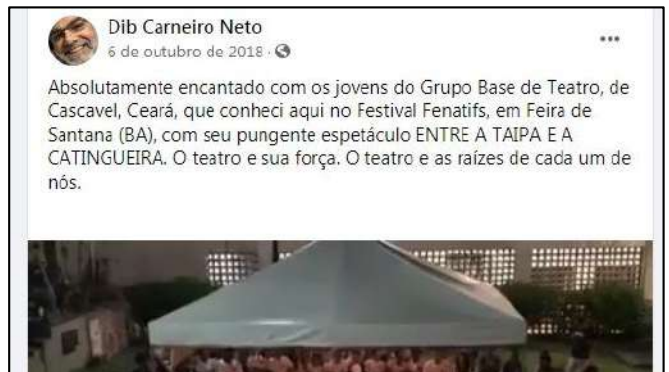 Dib Carneiro Neto
6 de outubro de 2018 ·
Absolutamente encantado com os jovens do Grupo Base de Teatro, de
Cascavel, Ceará, que conheci aqui no Festival Fenatifs, em Feira de
Santana (BA), com seu pungente espetáculo ENTRE A TAIPA E A
CATINGUEIRA. O teatro e sua força. O teatro e as raízes de cada um de
nós.